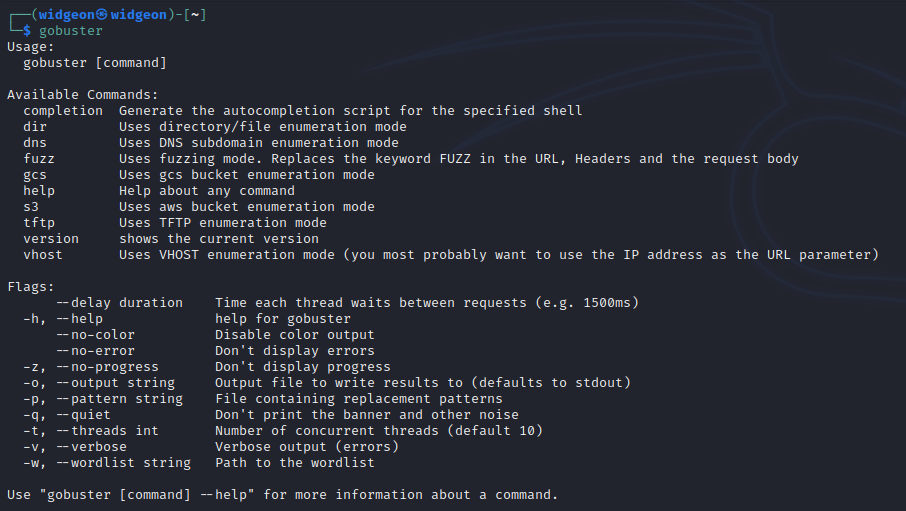 ┌──(widgeon㉿widgeon)-[~]
└─$ gobuster
Usage:
  gobuster [command]

Available Commands:
  completion  Generate the autocompletion script for the specified shell
  dir         Uses directory/file enumeration mode
  dns         Uses DNS subdomain enumeration mode
  fuzz        Uses fuzzing mode. Replaces the keyword FUZZ in the URL, Headers and the request body
  gcs         Uses gcs bucket enumeration mode
  help        Help about any command
  s3          Uses aws bucket enumeration mode
  tftp        Uses TFTP enumeration mode
  version     shows the current version
  vhost       Uses VHOST enumeration mode (you most probably want to use the IP address as the URL parameter)

Flags:
      --delay duration    Time each thread waits between requests (e.g. 1500ms)
  -h, --help              help for gobuster
      --no-color          Disable color output
      --no-error          Don't display errors
  -z, --no-progress       Don't display progress
  -o, --output string     Output file to write results to (defaults to stdout)
  -p, --pattern string    File containing replacement patterns
  -q, --quiet             Don't print the banner and other noise
  -t, --threads int       Number of concurrent threads (default 10)
  -v, --verbose           Verbose output (errors)
  -w, --wordlist string   Path to the wordlist

Use "gobuster [command] --help" for more information about a command.